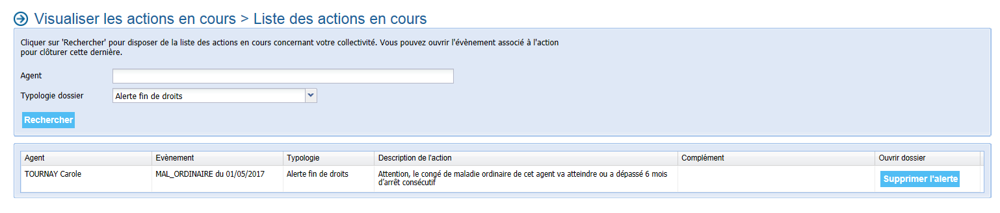 Visualiser les actions en cours > Liste des actions en cours
Cliquer sur 'Rechercher' pour disposer de la liste des actions en cours concernant votre collectivité. Vous pouvez ouvrir l'évènement associé à l'action
pour clôturer cette dernière.
Agent
Typologie dossier Alerte fin de droits
Rechercher
Agent Evènement Typologie Description de l'action Complément Ouvrir dossier
TOURNAY Carole MAL_ORDINAIRE du 01/05/2017 Alerte fin de droits Attention, le congé de maladie ordinaire de cet agent va atteindre ou a dépassé 6 mois
d’arrêt consécutif
Supprimer l'alerte